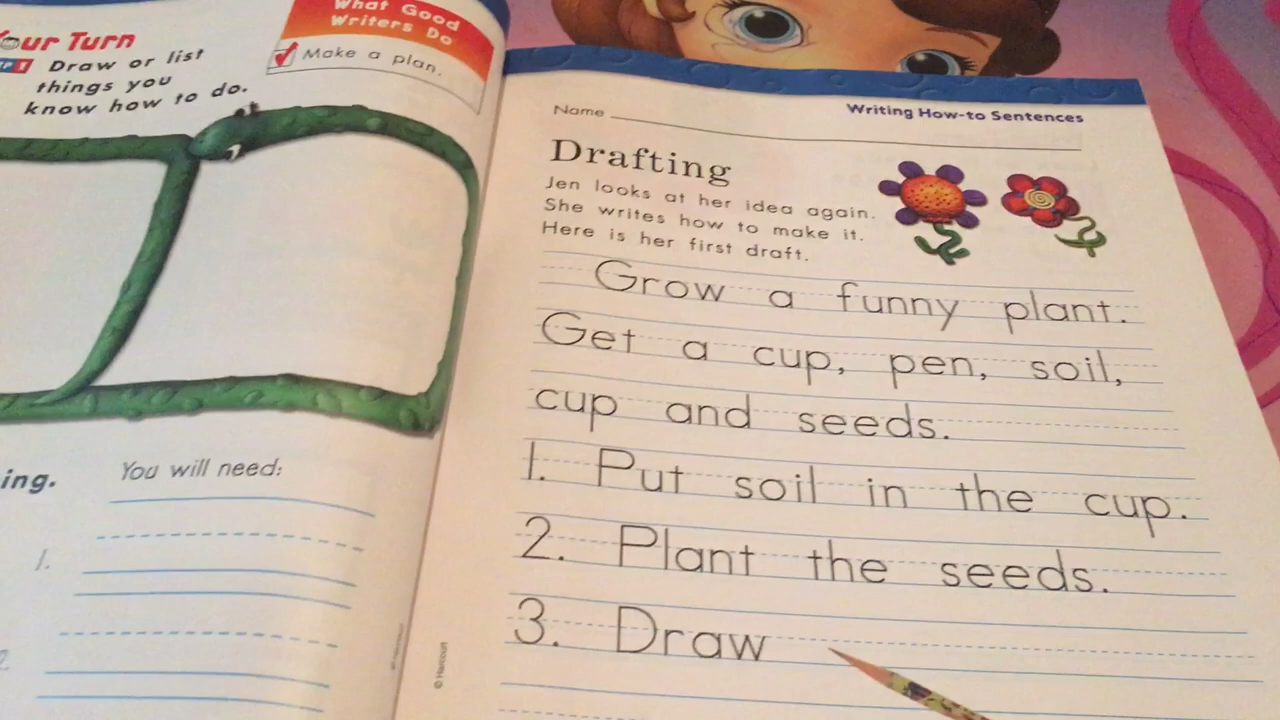 Your Turn
Draw or list
things you
know how to do.
What Good
Writers Do
Make a plan.
ing.
You will need:
1.
2.
Name
Writing How-to Sentences
Drafting
Jen looks at her idea again.
She writes how to make it.
Here is her first draft.
Grow a funny plant.
Get a cup, pen, soil,
cup and seeds.
1. Put soil in the cup.
2. Plant the seeds.
3. Draw
© Harcourt